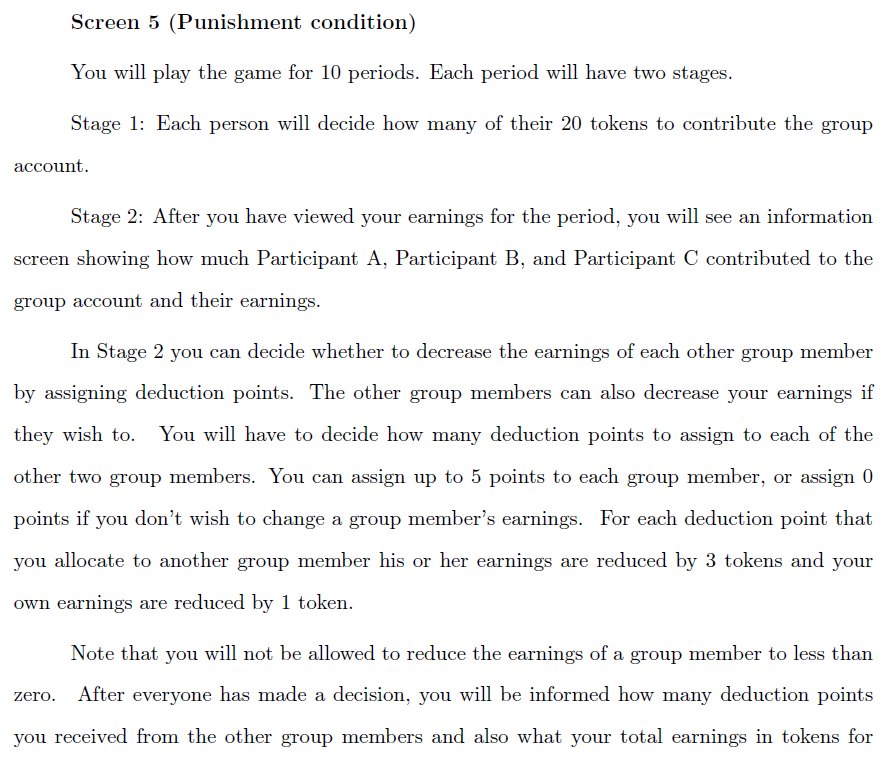 Screen 5 (Punishment condition)
You will play the game for 10 periods. Each period will have two stages.
Stage 1: Each person will decide how many of their 20 tokens to contribute the group
account.
Stage 2: After you have viewed your earnings for the period, you will see an information
screen showing how much Participant A, Participant B, and Participant C contributed to the
group account and their earnings.
In Stage 2 you can decide whether to decrease the earnings of each other group member
by assigning deduction points. The other group members can also decrease your earnings if
they wish to. You will have to decide how many deduction points to assign to each of the
other two group members. You can assign up to 5 points to each group member, or assign 0
points if you don't wish to change a group member's earnings. For each deduction point that
you allocate to another group member his or her earnings are reduced by 3 tokens and your
own earnings are reduced by 1 token.
Note that you will not be allowed to reduce the earnings of a group member to less than
zero. After everyone has made a decision, you will be informed how many deduction points
you received from the other group members and also what your total earnings in tokens for